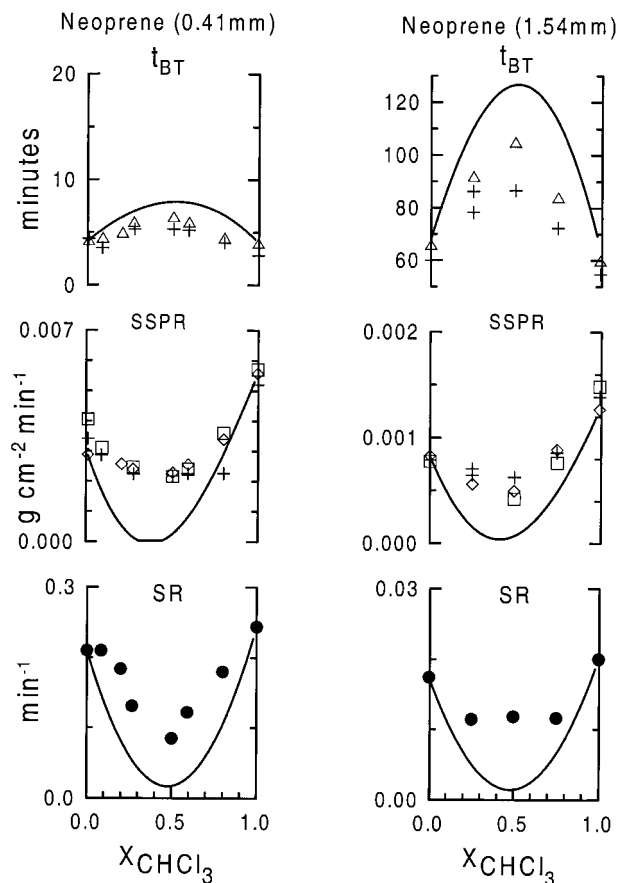 Neoprene (0.41mm)
t_BT
20
10
0
minutes
SSPR
0.007
0.000
g cm⁻² min⁻¹
SR
0.3
0.0
min⁻¹
0.0 0.5 1.0
X_CHCl₃
Neoprene (1.54mm)
t_BT
120
100
80
60
SSPR
0.002
0.001
0.000
SR
0.03
0.00
0.0 0.5 1.0
X_CHCl₃